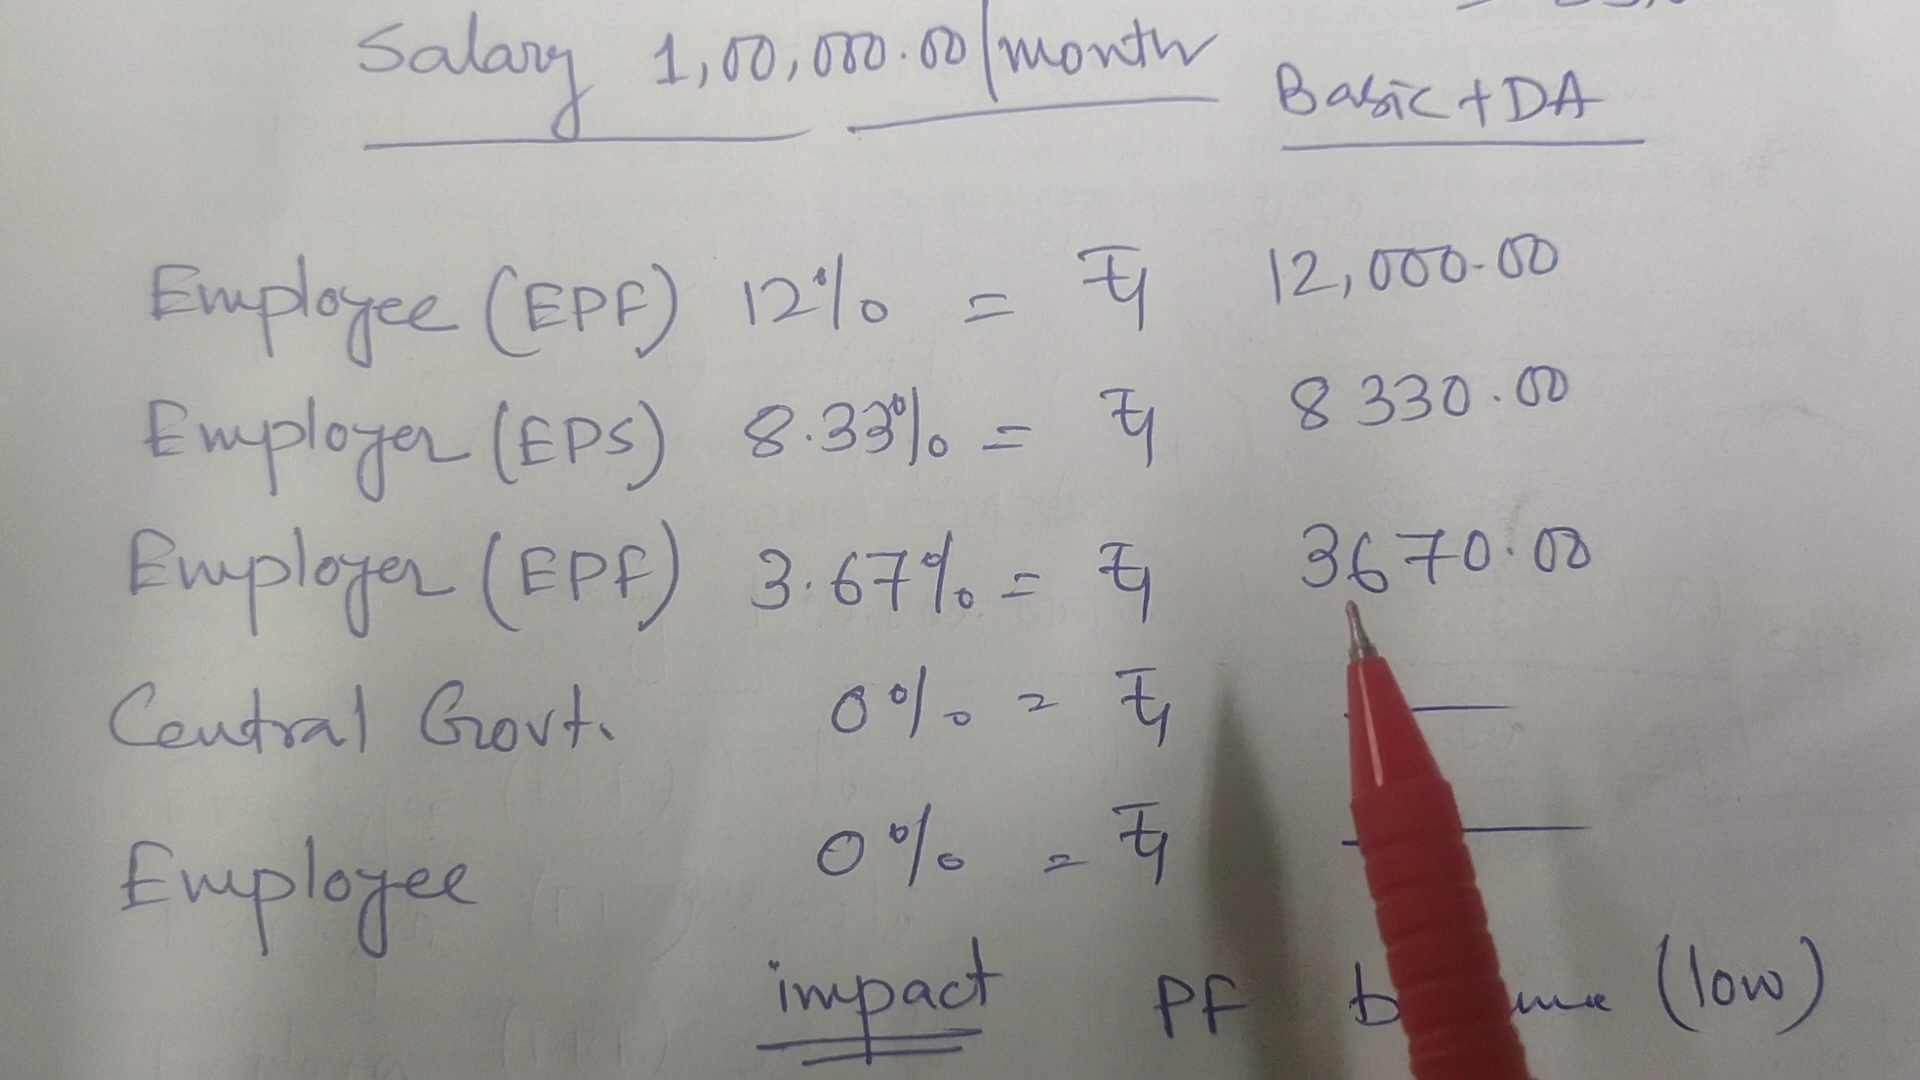 Salary 1,00,000.00/month
Basic + DA
Employee (EPF) 12% = ₹ 12,000.00
Employer (EPS) 8.33% = ₹ 8330.00
Employer (EPF) 3.67% = ₹ 3670.00
Central Govt. 0% = ₹ —
Employee 0% = ₹ —
impact PF (low)